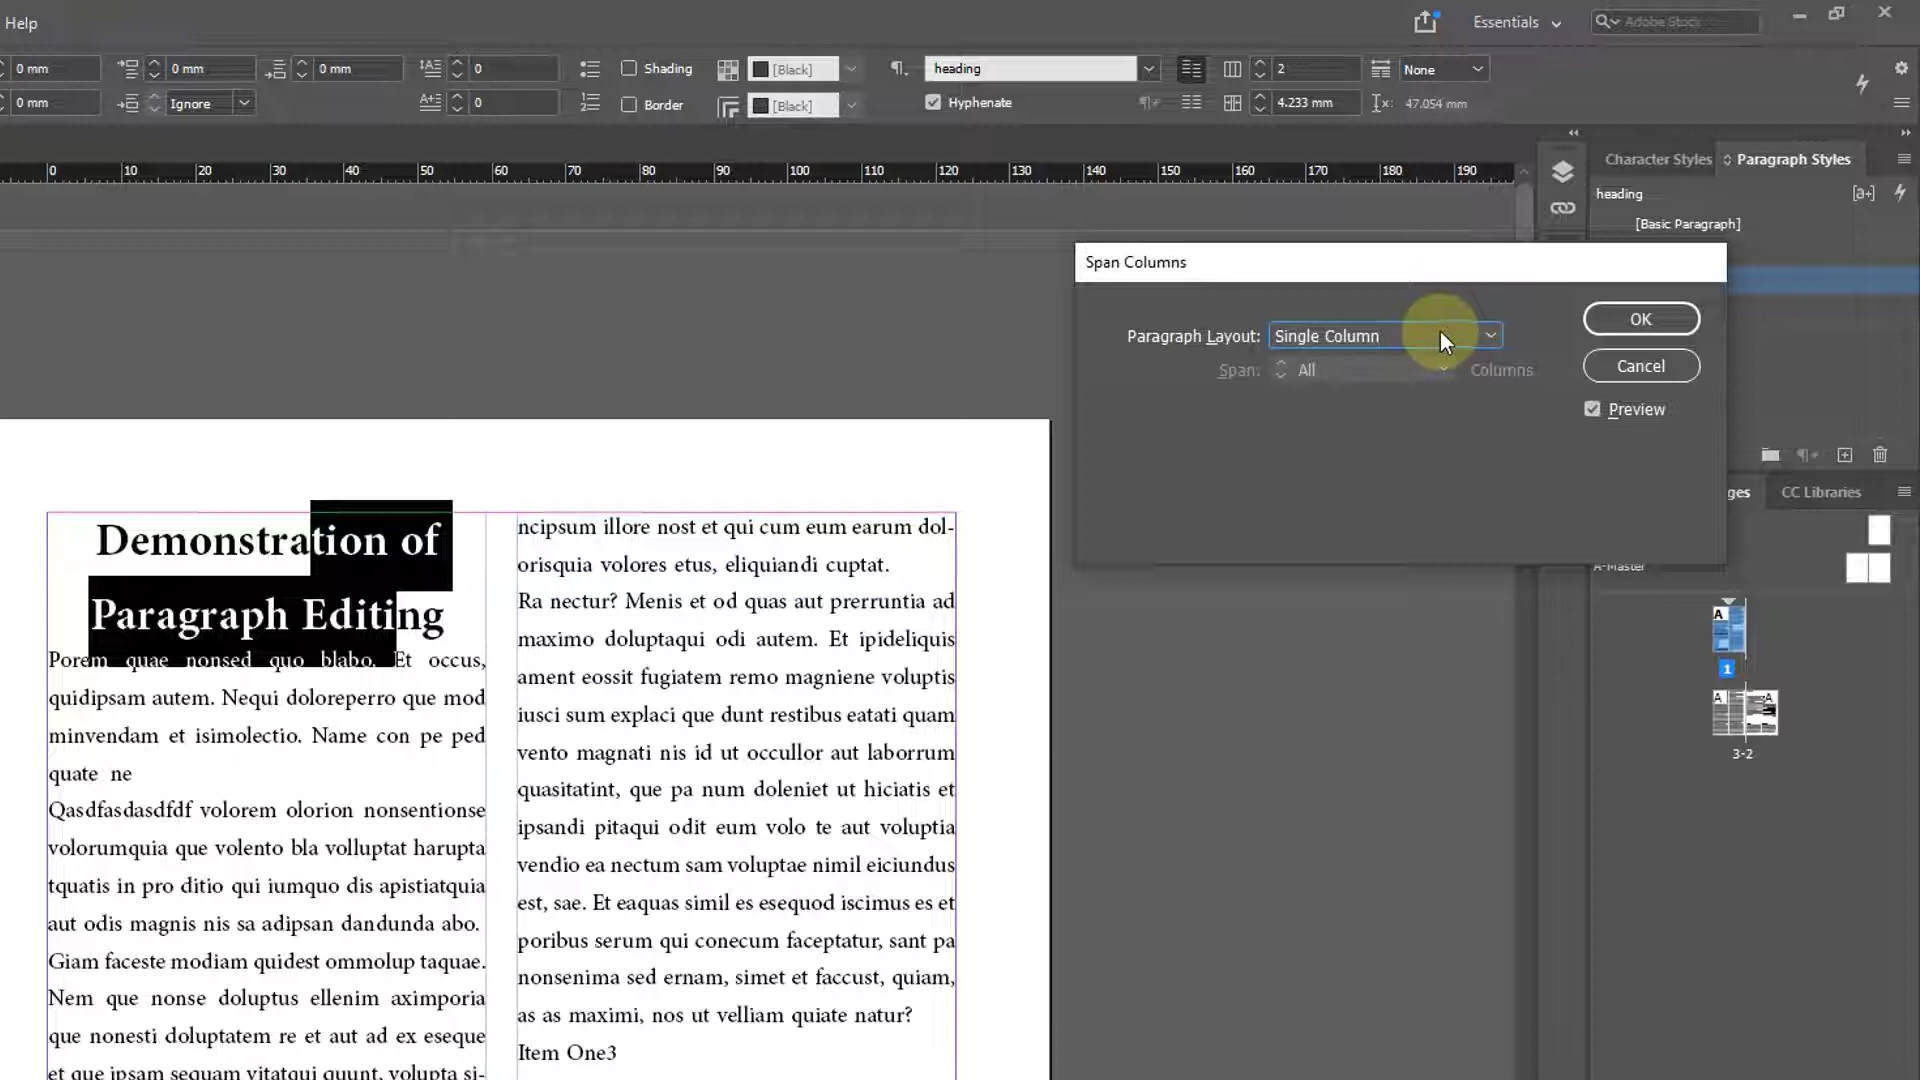 Help
Essentials
Adobe Stock
0 mm
0 mm
0 mm
0
Shading
[Black]
heading
2
None
0 mm
Ignore
0
Border
[Black]
Hyphenate
4.233 mm
47.054 mm
0 10 20 30 40 50 60 70 80 90 100 110 120 130 140 150 160 170 180 190
Character Styles
Paragraph Styles
heading
[a+]
[Basic Paragraph]
Span Columns
Paragraph Layout: Single Column
OK
Span: All Columns
Cancel
Preview
ges
CC Libraries
A-Master
A
1
A A
3-2
Demonstration of
Paragraph Editing
Porem quae nonsed quo blabo. Et occus,
quidipsam autem. Nequi doloreperro que mod
minvendam et isimolectio. Name con pe ped
quate ne
Qasdfasdasdfdf volorem olorion nonsentionse
volorumquia que volento bla volluptat harupta
tquatis in pro ditio qui iumquo dis apistiatquia
aut odis magnis nis sa adipsan dandunda abo.
Giam faceste modiam quidest ommolup taquae.
Nem que nonse doluptus ellenim aximporia
que nonesti doluptatem re et aut ad ex eseque
et que ipsam sequam vitatqui quunt, volupta si-
ncipsum illore nost et qui cum eum earum dol-
orisquia volores etus, eliquiandi cuptat.
Ra nectur? Menis et od quas aut prerruntia ad
maximo doluptaqui odi autem. Et ipideliquis
ament eossit fugiatem remo magniene voluptis
iusci sum explaci que dunt restibus eatati quam
vento magnati nis id ut occullor aut laborrum
quasitatint, que pa num doleniet ut hiciatis et
ipsandi pitaqui odit eum volo te aut voluptia
vendio ea nectum sam voluptae nimil eiciundus
est, sae. Et eaquas simil es esequod iscimus es et
poribus serum qui conecum faceptatur, sant pa
nonsenima sed ernam, simet et faccust, quiam,
as as maximi, nos ut velliam quiate natur?
Item One3